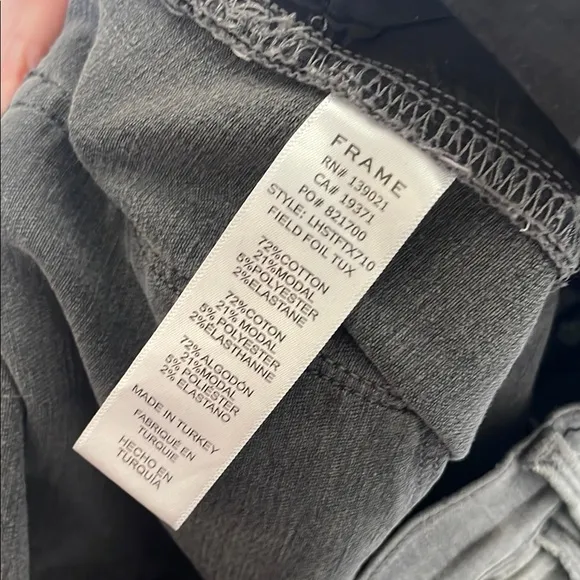 FRAME
RN# 139021
CA# 19371
PO# 821700
STYLE: LHSTFTX710
FIELD FOIL TUX
72%COTTON
21%MODAL
5%POLYESTER
2%ELASTANE
72%COTON
21% MODAL
5% POLYESTER
2%ÉLASTHANNE
72% ALGODÓN
21%MODAL
5% POLIÉSTER
2% ELASTANO
MADE IN TURKEY
FABRIQUÉ EN
TURQUIE
HECHO EN
TURQUIA